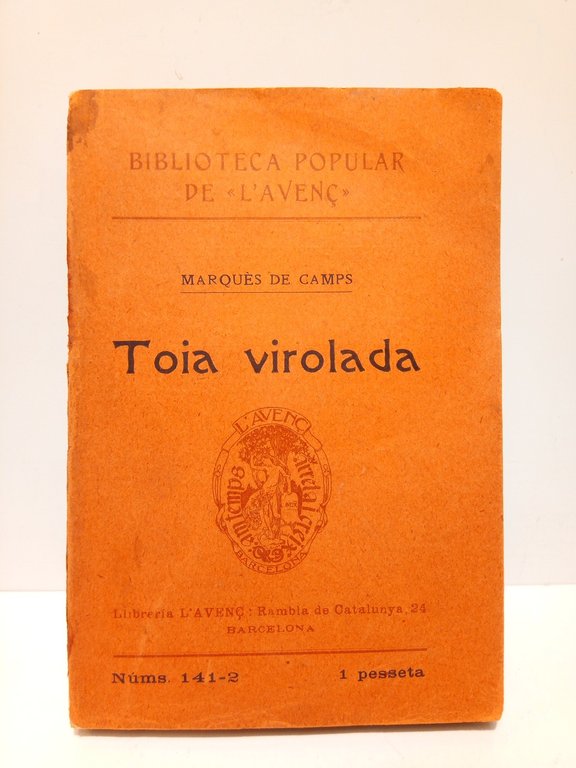 BIBLIOTECA POPULAR
DE «L'AVENÇ»
MARQUÈS DE CAMPS
Toia virolada
L'AVENÇ
BARCELONA
Llibreria L'AVENÇ: Rambla de Catalunya, 24
BARCELONA
Núms. 141-2 1 pesseta